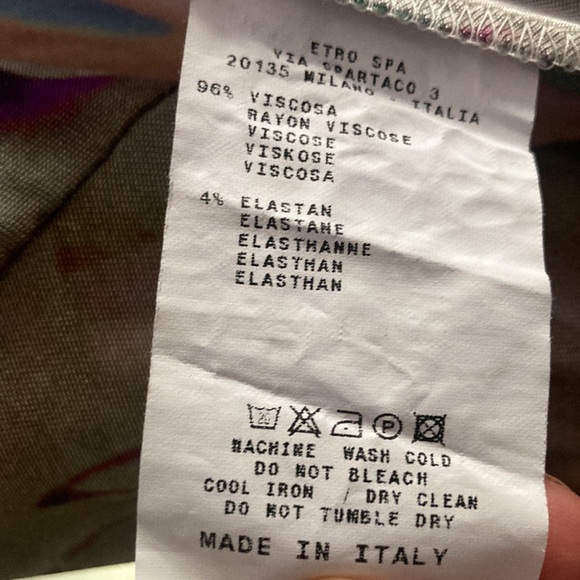 ETRO SPA
VIA SPARTACO 3
20135 MILANO - ITALIA
96% VISCOSA
RAYON VISCOSE
VISCOSE
VISKOSE
VISCOSA
4% ELASTAN
ELASTANE
ELASTHANNE
ELASTHAN
ELASTHAN
P
MACHINE WASH COLD
DO NOT BLEACH
COOL IRON / DRY CLEAN
DO NOT TUMBLE DRY
MADE IN ITALY